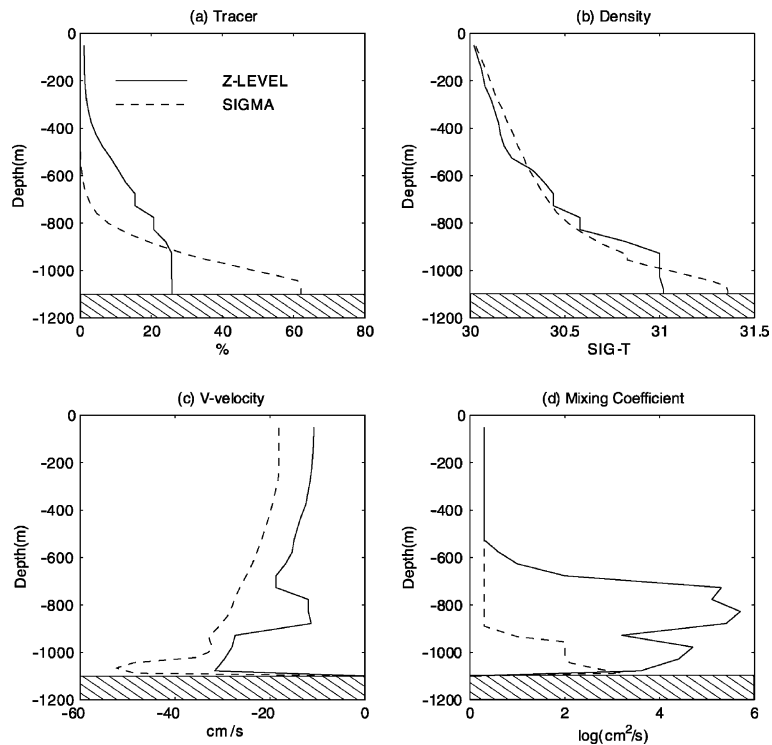 (a) Tracer
0
-200
-400
-600
-800
-1000
-1200
Depth(m)
Z-LEVEL
SIGMA
0 20 40 60 80
%
(b) Density
0
-200
-400
-600
-800
-1000
-1200
Depth(m)
30 30.5 31 31.5
SIG-T
(c) V-velocity
0
-200
-400
-600
-800
-1000
-1200
Depth(m)
-60 -40 -20 0
cm/s
(d) Mixing Coefficient
0
-200
-400
-600
-800
-1000
-1200
Depth(m)
0 2 4 6
log(cm²/s)